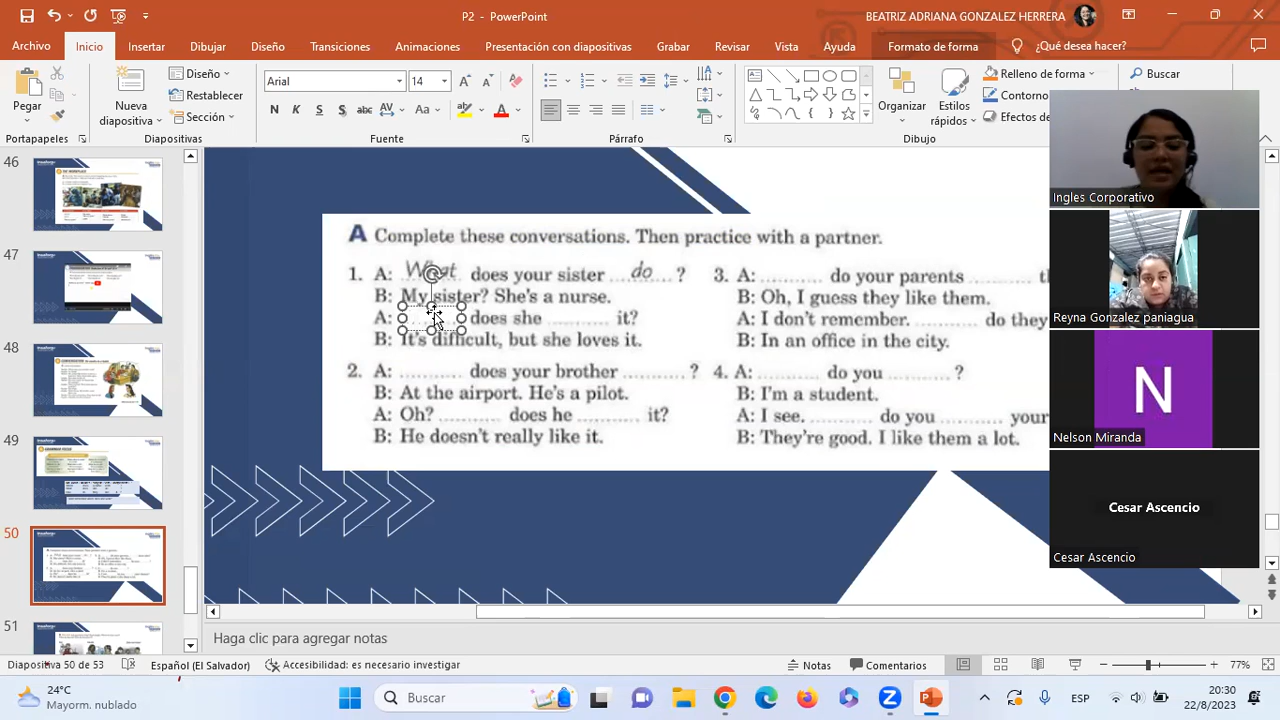 P2 - PowerPoint
BEATRIZ ADRIANA GONZALEZ HERRERA
Archivo Inicio Insertar Dibujar Diseño Transiciones Animaciones Presentación con diapositivas Grabar Revisar Vista Ayuda Formato de forma ¿Qué desea hacer?
Pegar
Nueva diapositiva
Diseño
Restablecer
Sección
Arial 14
N K S S abc AV Aa A
Organizar
Estilos rápidos
Relleno de forma
Contorno
Efectos de
Buscar
Portapapeles Diapositivas Fuente Párrafo Dibujo
46
47
48
49
50
51
A Complete these conversations. Then practice with a partner.
1. A: What does your sister do ?
B: My sister? She's a nurse.
A: does she it?
B: It's difficult, but she loves it.
2. A: does your brother ?
B: At the airport. He's a pilot.
A: Oh? does he it?
B: He doesn't really like it.
3. A: do your parents
B: Oh, I guess they like them.
A: I don't remember. do they
B: In an office in the city.
4. A: do you ?
B: I'm a student.
A: I see, do you your
B: They're good. I like them a lot.
Ingles Corporativo
Reyna Gonzalez paniagua
N
Nelson Miranda
Cesar Ascencio
Cesar Ascencio
Haga clic para agregar notas
Diapositiva 50 de 53 Español (El Salvador) Accesibilidad: es necesario investigar Notas Comentarios 77%
24°C
Mayorm. nublado
Buscar
ESP
20:30
22/8/2023